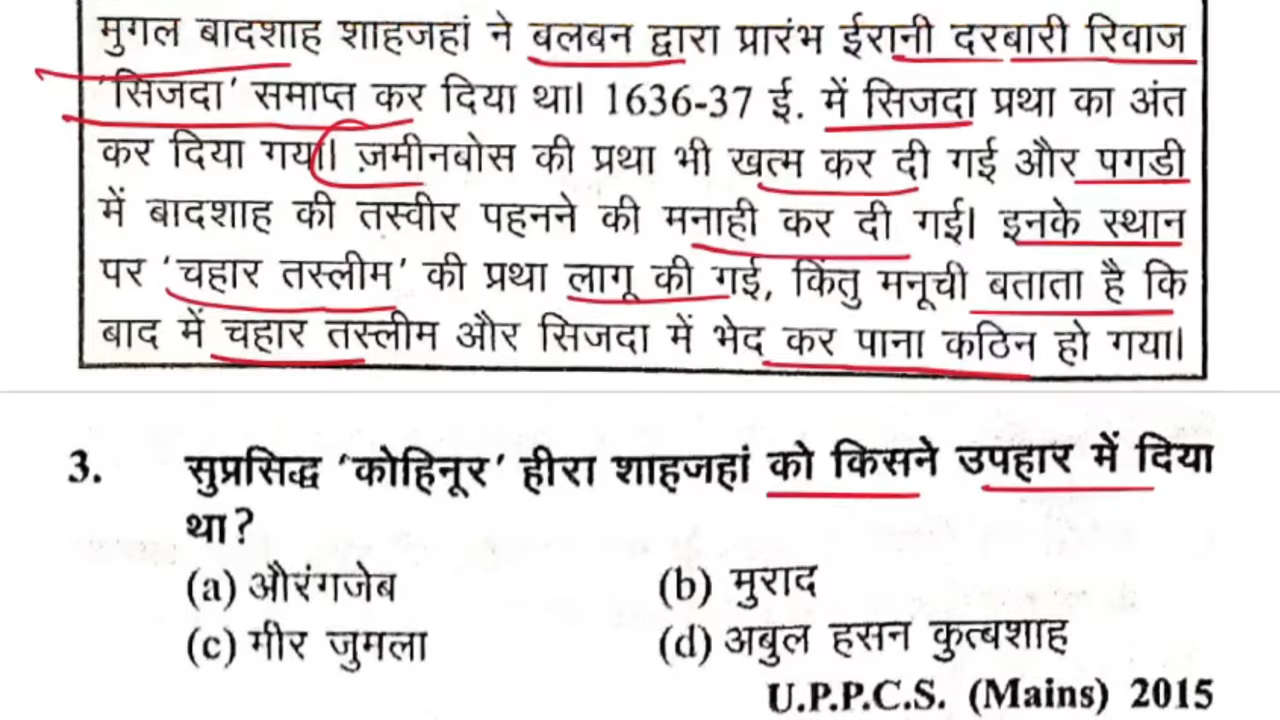 मुगल बादशाह शाहजहां ने बलबन द्वारा प्रारंभ ईरानी दरबारी रिवाज
'सिजदा' समाप्त कर दिया था। 1636-37 ई. में सिजदा प्रथा का अंत
कर दिया गया। ज़मीनबोस की प्रथा भी खत्म कर दी गई और पगडी
में बादशाह की तस्वीर पहनने की मनाही कर दी गई। इनके स्थान
पर 'चहार तस्लीम' की प्रथा लागू की गई, किंतु मनूची बताता है कि
बाद में चहार तस्लीम और सिजदा में भेद कर पाना कठिन हो गया।
3. सुप्रसिद्ध 'कोहिनूर' हीरा शाहजहां को किसने उपहार में दिया
था?
(a) औरंगजेब (b) मुराद
(c) मीर जुमला (d) अबुल हसन कुत्बशाह
U.P.P.C.S. (Mains) 2015